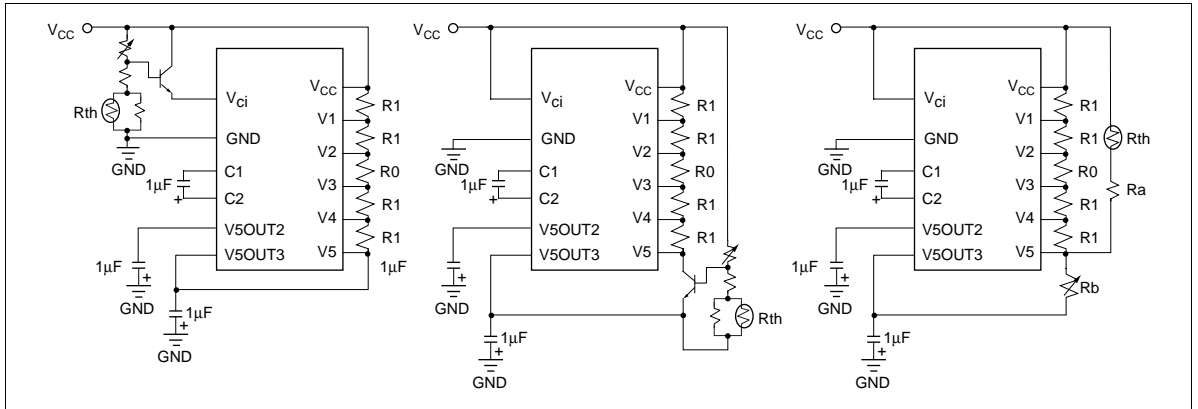 VCC
Rth
GND
Vci
GND
C1
C2
V5OUT2
V5OUT3
VCC
V1
V2
V3
V4
V5
R1
R1
R0
R1
R1
1μF
1μF
+
1μF
+
GND
1μF
+
GND
VCC
Vci
GND
C1
C2
V5OUT2
V5OUT3
VCC
V1
V2
V3
V4
V5
R1
R1
R0
R1
R1
GND
1μF
+
1μF
+
GND
1μF
+
GND
Rth
VCC
Vci
GND
C1
C2
V5OUT2
V5OUT3
VCC
V1
V2
V3
V4
V5
R1
R1
R0
R1
R1
Rth
Ra
Rb
GND
1μF
+
1μF
+
GND
1μF
+
GND